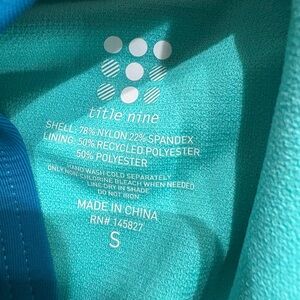 title nine
SHELL: 78% NYLON 22% SPANDEX
LINING: 50% RECYCLED POLYESTER
50% POLYESTER
HAND WASH COLD SEPARATELY
ONLY NON-CHLORINE BLEACH WHEN NEEDED
LINE DRY IN SHADE
DO NOT IRON
MADE IN CHINA
RN# 145827
S